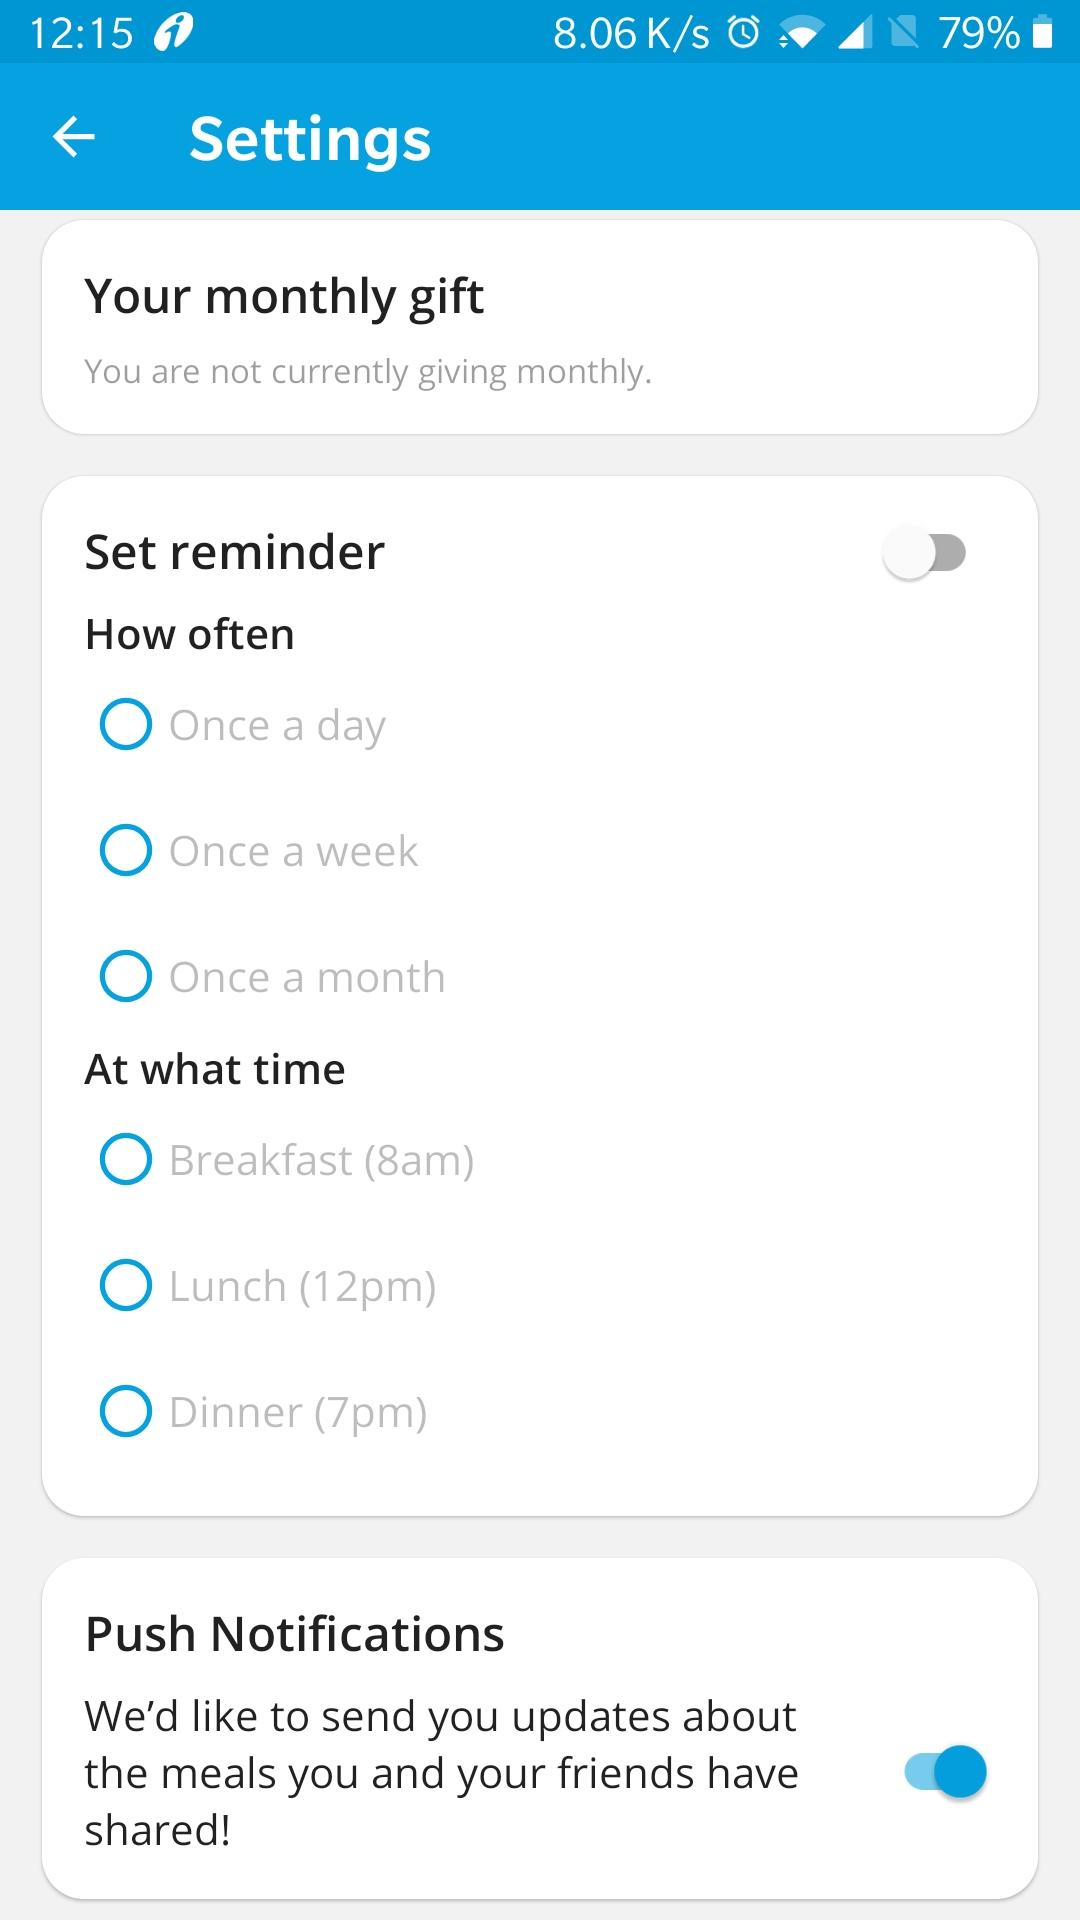 12:15 8.06 K/s 79%
Settings
Your monthly gift
You are not currently giving monthly.
Set reminder
How often
Once a day
Once a week
Once a month
At what time
Breakfast (8am)
Lunch (12pm)
Dinner (7pm)
Push Notifications
We’d like to send you updates about
the meals you and your friends have
shared!